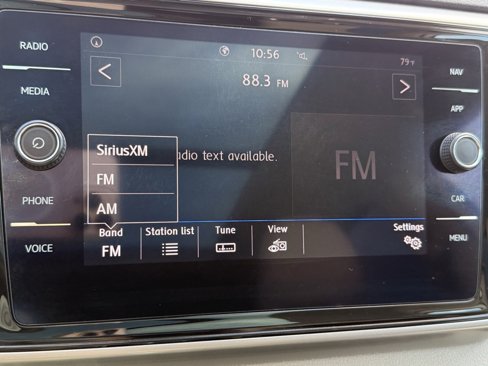 RADIO
MEDIA
PHONE
VOICE
10:56
79°F
88.3 FM
adio text available.
FM
SiriusXM
FM
AM
Band
FM
Station list
Tune
View
Settings
NAV
APP
CAR
MENU